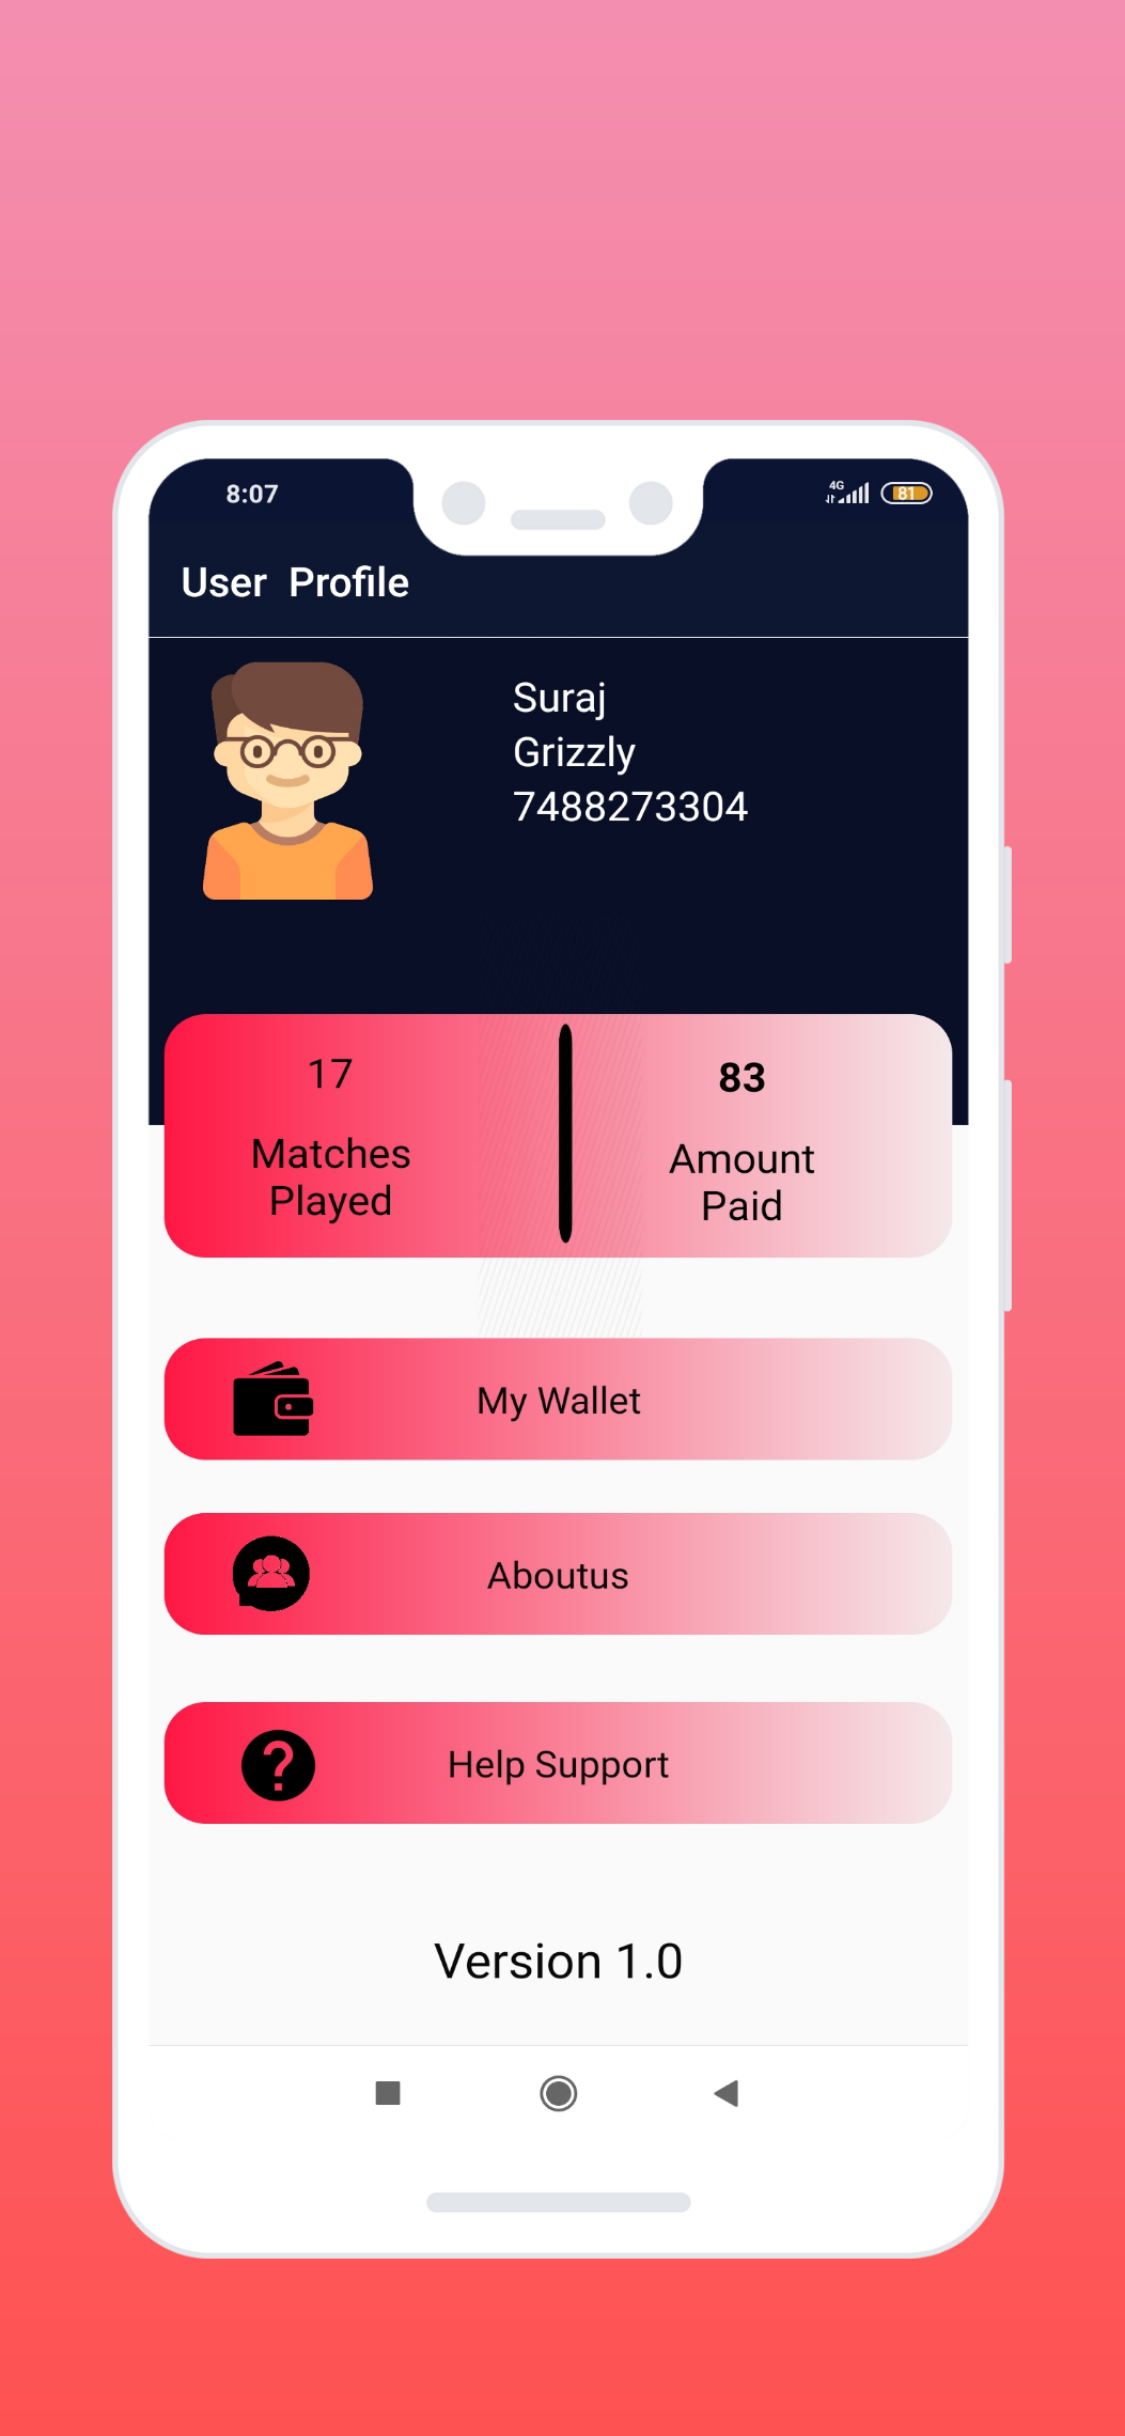 8:07
4G
81
User Profile
Suraj
Grizzly
7488273304
17
Matches
Played
83
Amount
Paid
My Wallet
Aboutus
Help Support
Version 1.0